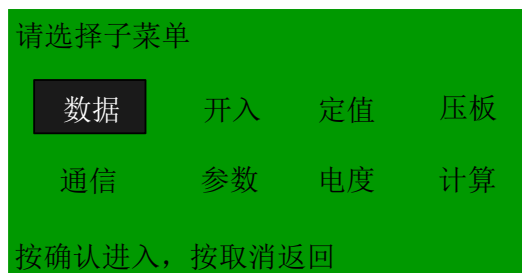 请选择子菜单
数据 开入 定值 压板
通信 参数 电度 计算
按确认进入，按取消返回